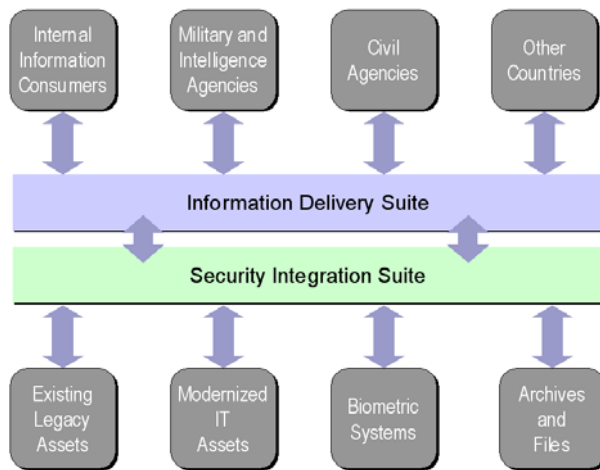 Internal
Information
Consumers
Military and
Intelligence
Agencies
Civil
Agencies
Other
Countries
Information Delivery Suite
Security Integration Suite
Existing
Legacy
Assets
Modernized
IT
Assets
Biometric
Systems
Archives
and
Files